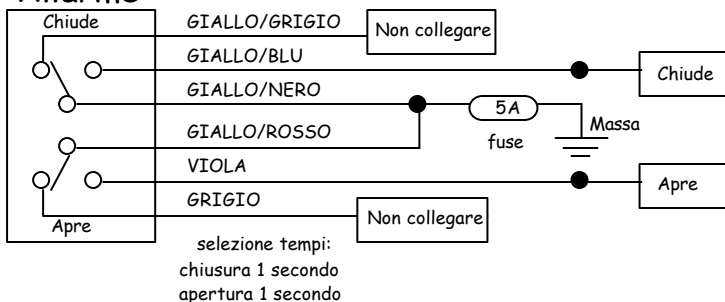 Chiude
GIALLO/GRIGIO
Non collegare
GIALLO/BLU
Chiude
GIALLO/NERO
5A
fuse
Massa
GIALLO/ROSSO
VIOLA
Apre
GRIGIO
Apre
Non collegare
selezione tempi:
chiusura 1 secondo
apertura 1 secondo